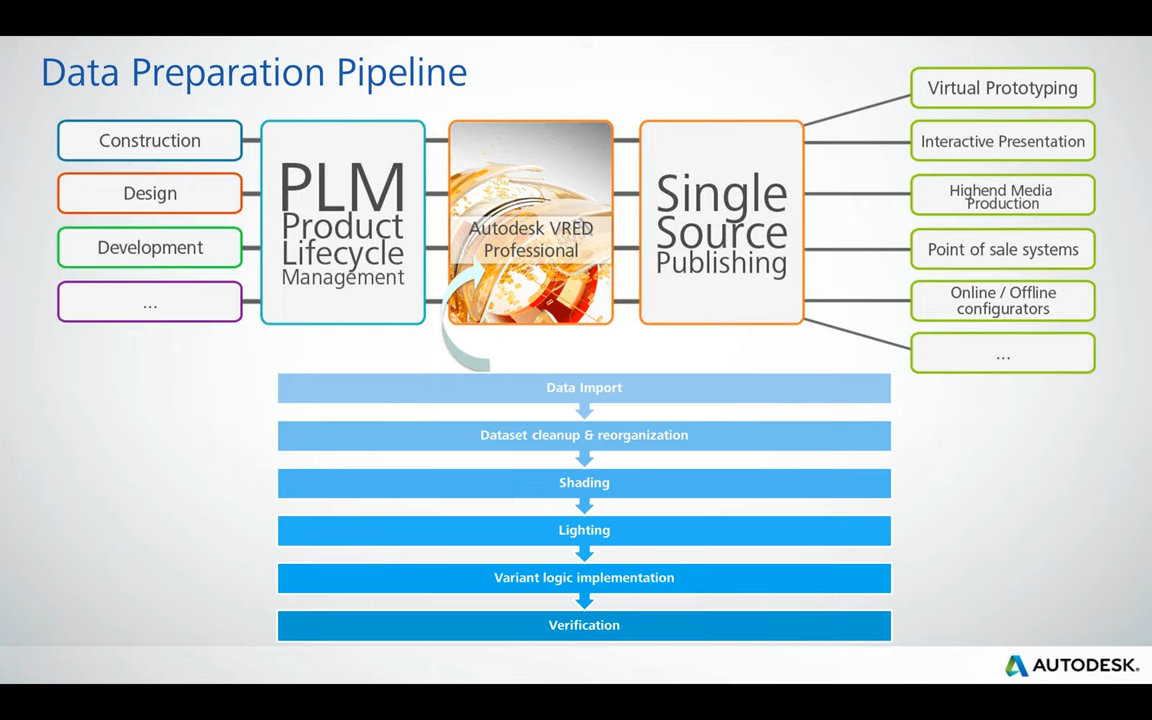 Data Preparation Pipeline
Construction
Design
Development
...
PLM
Product
Lifecycle
Management
Autodesk VRED
Professional
Single
Source
Publishing
Virtual Prototyping
Interactive Presentation
Highend Media
Production
Point of sale systems
Online / Offline
configurators
...
Data Import
Dataset cleanup & reorganization
Shading
Lighting
Variant logic implementation
Verification
AUTODESK.